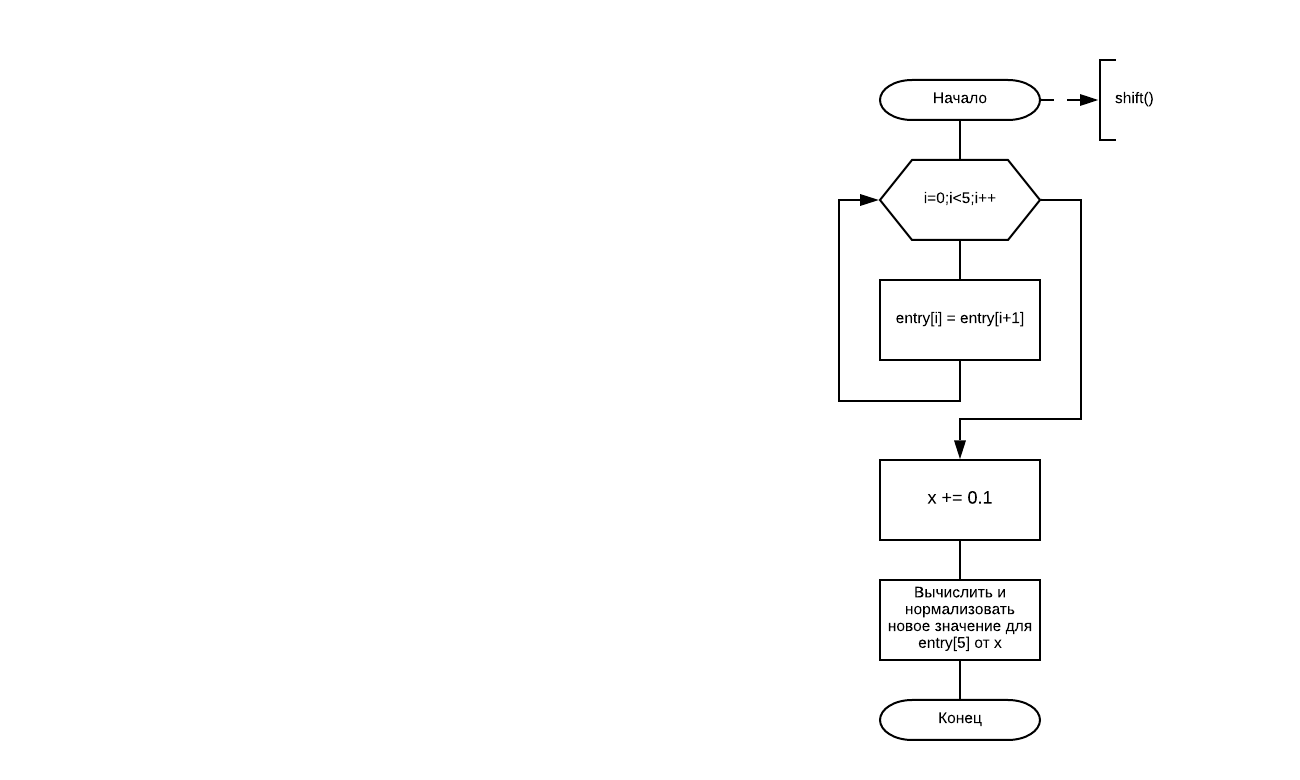 Начало
shift()
i=0;i<5;i++
entry[i] = entry[i+1]
x += 0.1
Вычислить и
нормализовать
новое значение для
entry[5] от x
Конец